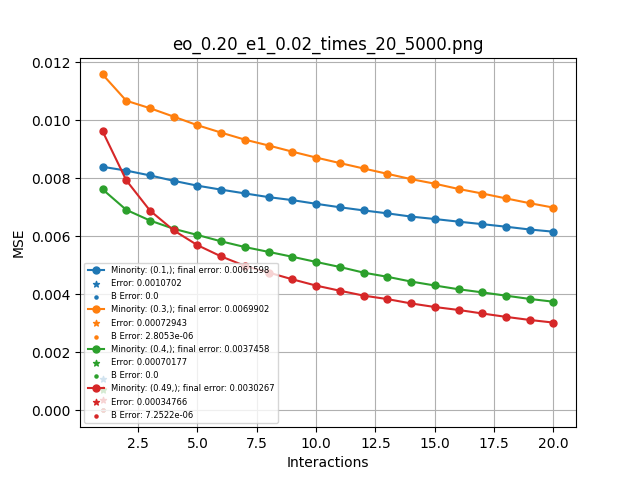 eo_0.20_e1_0.02_times_20_5000.png
0.012
0.010
0.008
0.006
0.004
0.002
0.000
MSE
Minority: (0.1,); final error: 0.0061598
Error: 0.0010702
B Error: 0.0
Minority: (0.3,); final error: 0.0069902
Error: 0.00072943
B Error: 2.8053e-06
Minority: (0.4,); final error: 0.0037458
Error: 0.00070177
B Error: 0.0
Minority: (0.49,); final error: 0.0030267
Error: 0.00034766
B Error: 7.2522e-06
2.5 5.0 7.5 10.0 12.5 15.0 17.5 20.0
Interactions